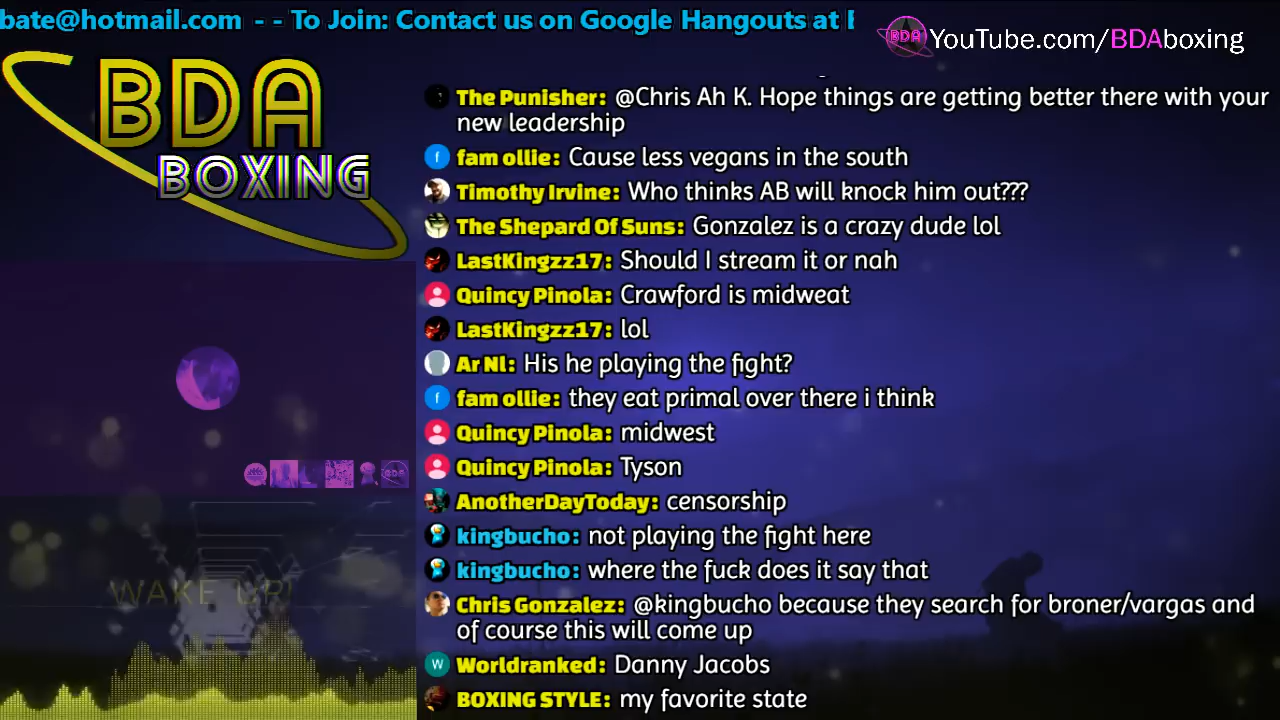 bate@hotmail.com - - To Join: Contact us on Google Hangouts at
YouTube.com/BDAboxing
BDA
BDA
BOXING
The Punisher: @Chris Ah K. Hope things are getting better there with your
new leadership
fam ollie: Cause less vegans in the south
Timothy Irvine: Who thinks AB will knock him out???
The Shepard Of Suns: Gonzalez is a crazy dude lol
LastKingzz17: Should I stream it or nah
Quincy Pinola: Crawford is midweat
LastKingzz17: lol
Ar Nl: His he playing the fight?
fam ollie: they eat primal over there i think
Quincy Pinola: midwest
Quincy Pinola: Tyson
AnotherDayToday: censorship
kingbucho: not playing the fight here
kingbucho: where the fuck does it say that
Chris Gonzalez: @kingbucho because they search for broner/vargas and
of course this will come up
Worldranked: Danny Jacobs
BOXING STYLE: my favorite state
WAKE UP!